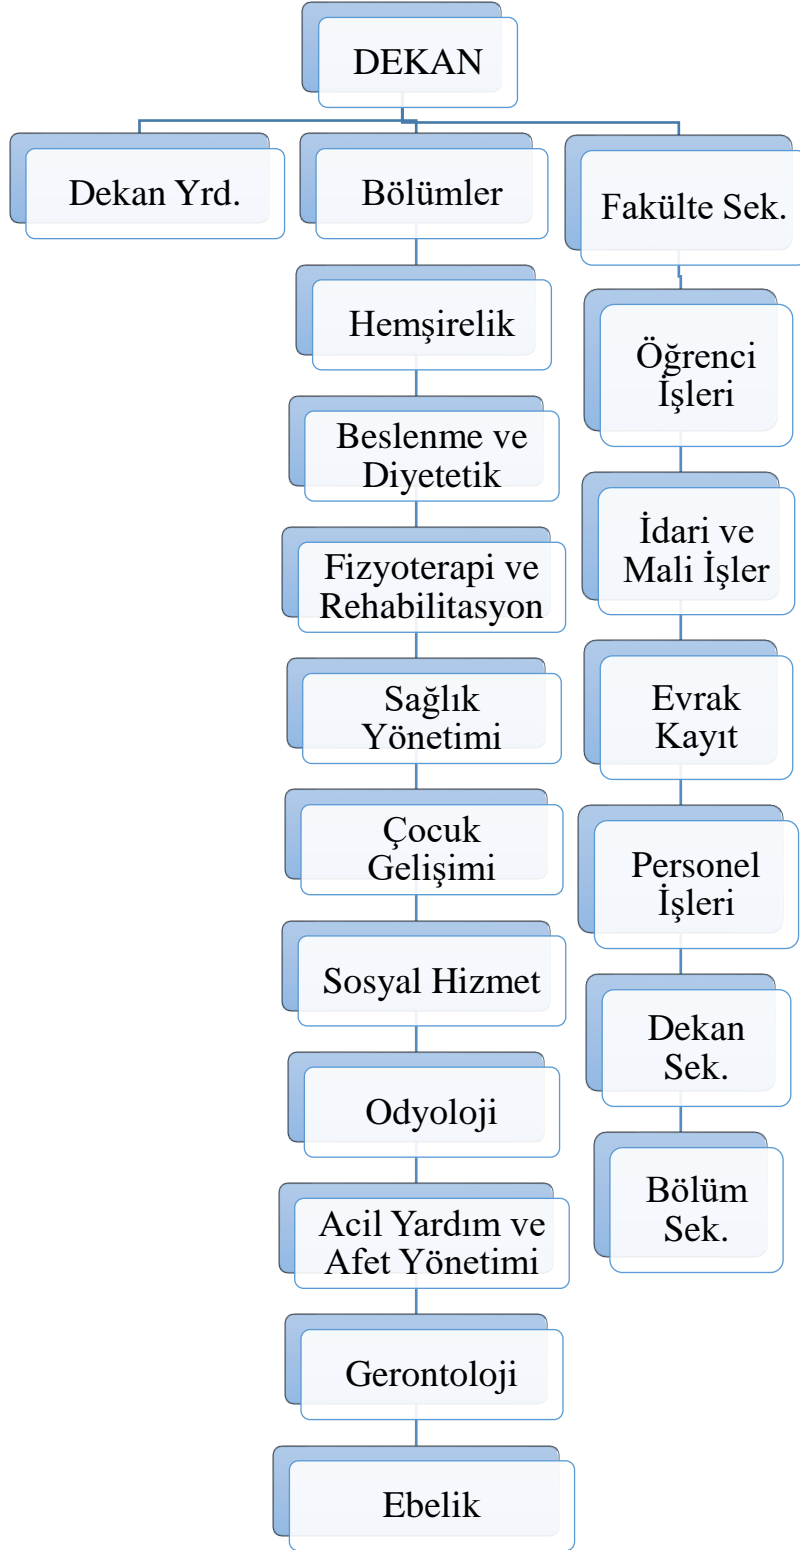 DEKAN
Dekan Yrd.
Bölümler
Fakülte Sek.
Hemşirelik
Beslenme ve
Diyetetik
Fizyoterapi ve
Rehabilitasyon
Sağlık
Yönetimi
Çocuk
Gelişimi
Sosyal Hizmet
Odyoloji
Acil Yardım ve
Afet Yönetimi
Gerontoloji
Ebelik
Öğrenci
İşleri
İdari ve
Mali İşler
Evrak
Kayıt
Personel
İşleri
Dekan
Sek.
Bölüm
Sek.